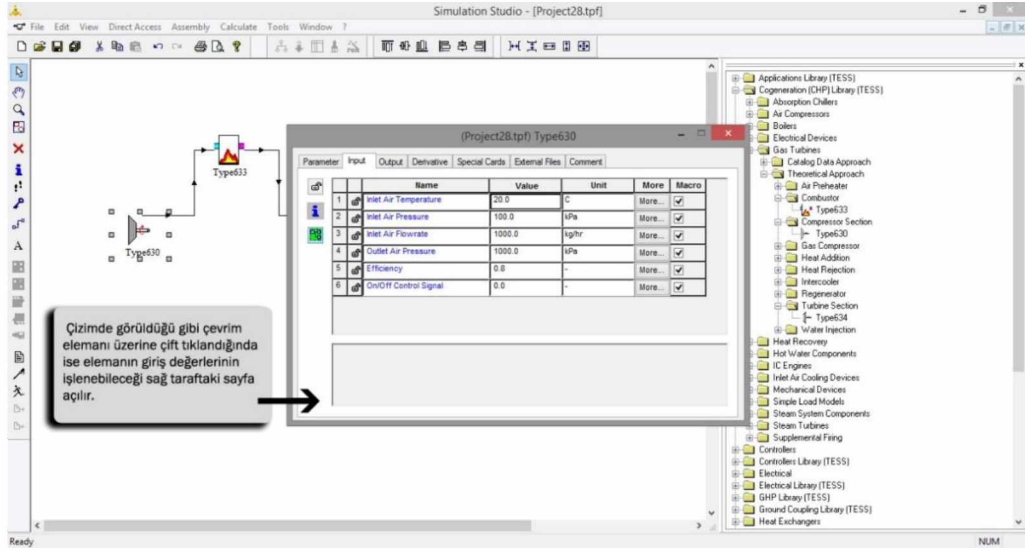 Simulation Studio - [Project28.tpf]
File Edit View Direct Access Assembly Calculate Tools Window ?
Type633
Type630
(Project28.tpf) Type630
Parameter Input Output Derivative Special Cards External Files Comment
Name Value Unit More Macro
1 Inlet Air Temperature 20.0 C More...
2 Inlet Air Pressure 100.0 kPa More...
3 Inlet Air Flowrate 1000.0 kg/hr More...
4 Outlet Air Pressure 1000.0 kPa More...
5 Efficiency 0.8 - More...
6 On/Off Control Signal 0.0 - More...
Çizimde görüldüğü gibi çevrim
elemanı üzerine çift tıklandığında
ise elemanın giriş değerlerinin
işlenebileceği sağ taraftaki sayfa
açılır.
Applications Library (TESS)
Cogeneration (CHP) Library (TESS)
Absorption Chillers
Air Compressors
Boilers
Electrical Devices
Gas Turbines
Catalog Data Approach
Theoretical Approach
Air Preheater
Combustor
Type633
Compressor Section
Type630
Gas Compressor
Heat Addition
Heat Rejection
Intercooler
Regenerator
Turbine Section
Type634
Water Injection
Heat Recovery
Hot Water Components
IC Engines
Inlet Air Cooling Devices
Mechanical Devices
Simple Load Models
Steam System Components
Steam Turbines
Supplemental Firing
Controllers
Controllers Library (TESS)
Electrical
Electrical Library (TESS)
GHP Library (TESS)
Ground Coupling Library (TESS)
Heat Exchangers
Ready
NUM